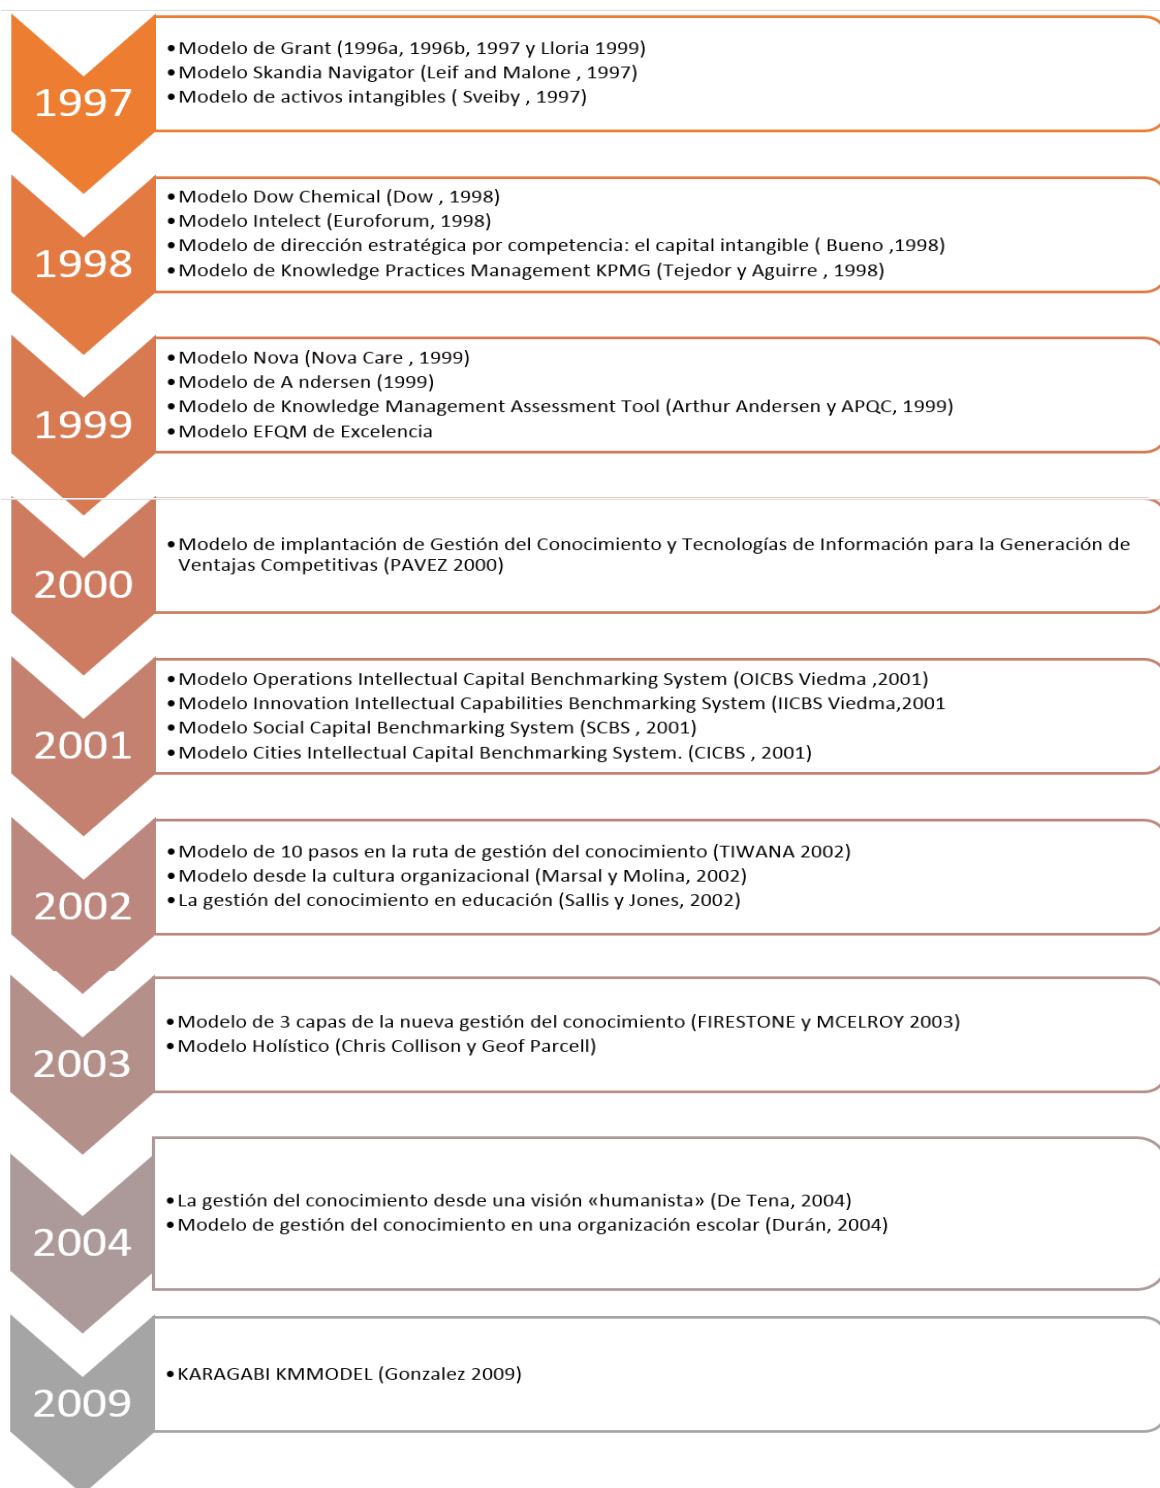 1997
•Modelo de Grant (1996a, 1996b, 1997 y Lloria 1999)
•Modelo Skandia Navigator (Leif and Malone , 1997)
•Modelo de activos intangibles ( Sveiby , 1997)
1998
•Modelo Dow Chemical (Dow , 1998)
•Modelo Intelect (Euroforum, 1998)
•Modelo de dirección estratégica por competencia: el capital intangible ( Bueno ,1998)
•Modelo de Knowledge Practices Management KPMG (Tejedor y Aguirre , 1998)
1999
•Modelo Nova (Nova Care , 1999)
•Modelo de A ndersen (1999)
•Modelo de Knowledge Management Assessment Tool (Arthur Andersen y APQC, 1999)
•Modelo EFQM de Excelencia
2000
•Modelo de implantación de Gestión del Conocimiento y Tecnologías de Información para la Generación de
Ventajas Competitivas (PAVEZ 2000)
2001
•Modelo Operations Intellectual Capital Benchmarking System (OICBS Viedma ,2001)
•Modelo Innovation Intellectual Capabilities Benchmarking System (IICBS Viedma,2001
•Modelo Social Capital Benchmarking System (SCBS , 2001)
•Modelo Cities Intellectual Capital Benchmarking System. (CICBS , 2001)
2002
•Modelo de 10 pasos en la ruta de gestión del conocimiento (TIWANA 2002)
•Modelo desde la cultura organizacional (Marsal y Molina, 2002)
•La gestión del conocimiento en educación (Sallis y Jones, 2002)
2003
•Modelo de 3 capas de la nueva gestión del conocimiento (FIRESTONE y MCELROY 2003)
•Modelo Holístico (Chris Collison y Geof Parcell)
2004
•La gestión del conocimiento desde una visión «humanista» (De Tena, 2004)
•Modelo de gestión del conocimiento en una organización escolar (Durán, 2004)
2009
•KARAGABI KMMODEL (Gonzalez 2009)